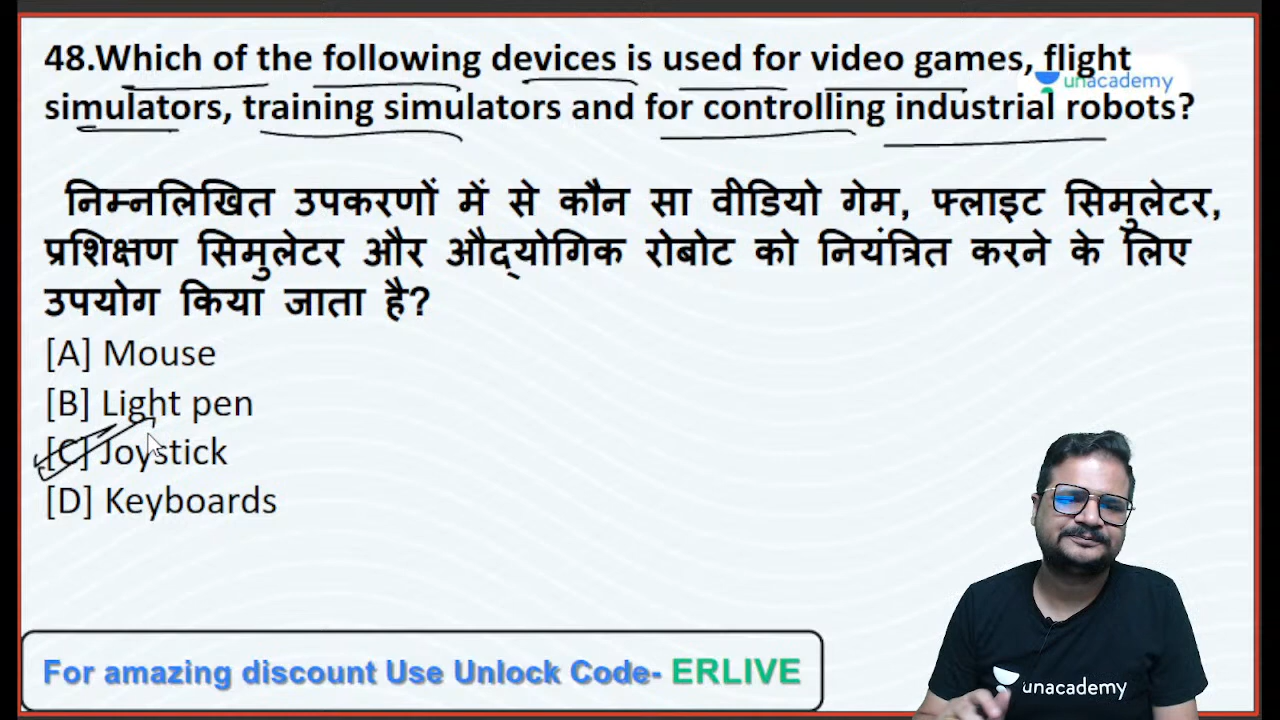 48.Which of the following devices is used for video games, flight
unacademy
simulators, training simulators and for controlling industrial robots?
निम्नलिखित उपकरणों में से कौन सा वीडियो गेम, फ्लाइट सिमुलेटर,
प्रशिक्षण सिमुलेटर और औद्योगिक रोबोट को नियंत्रित करने के लिए
उपयोग किया जाता है?
[A] Mouse
[B] Light pen
[C] Joystick
[D] Keyboards
For amazing discount Use Unlock Code- ERLIVE
unacademy